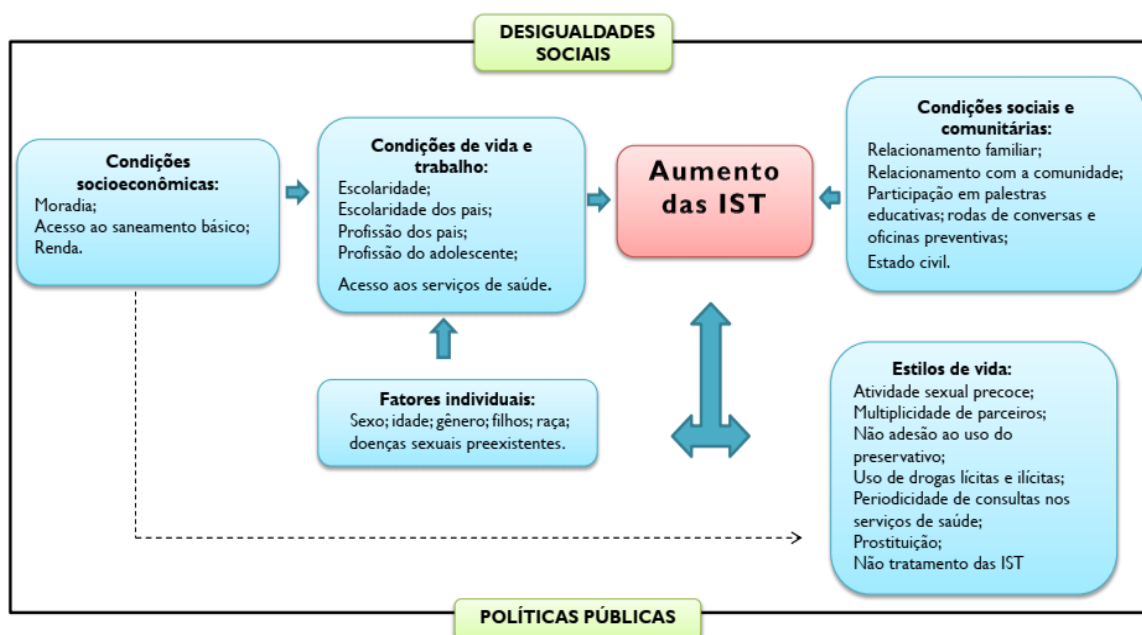 DESIGUALDADES
SOCIAIS
Condições
socioeconômicas:
Moradia;
Acesso ao saneamento básico;
Renda.
Condições de vida e
trabalho:
Escolaridade;
Escolaridade dos pais;
Profissão dos pais;
Profissão do adolescente;
Acesso aos serviços de saúde.
Aumento
das IST
Condições sociais e
comunitárias:
Relacionamento familiar;
Relacionamento com a comunidade;
Participação em palestras
educativas; rodas de conversas e
oficinas preventivas;
Estado civil.
Fatores individuais:
Sexo; idade; gênero; filhos; raça;
doenças sexuais preexistentes.
Estilos de vida:
Atividade sexual precoce;
Multiplicidade de parceiros;
Não adesão ao uso do
preservativo;
Uso de drogas lícitas e ilícitas;
Periodicidade de consultas nos
serviços de saúde;
Prostituição;
Não tratamento das IST
POLÍTICAS PÚBLICAS